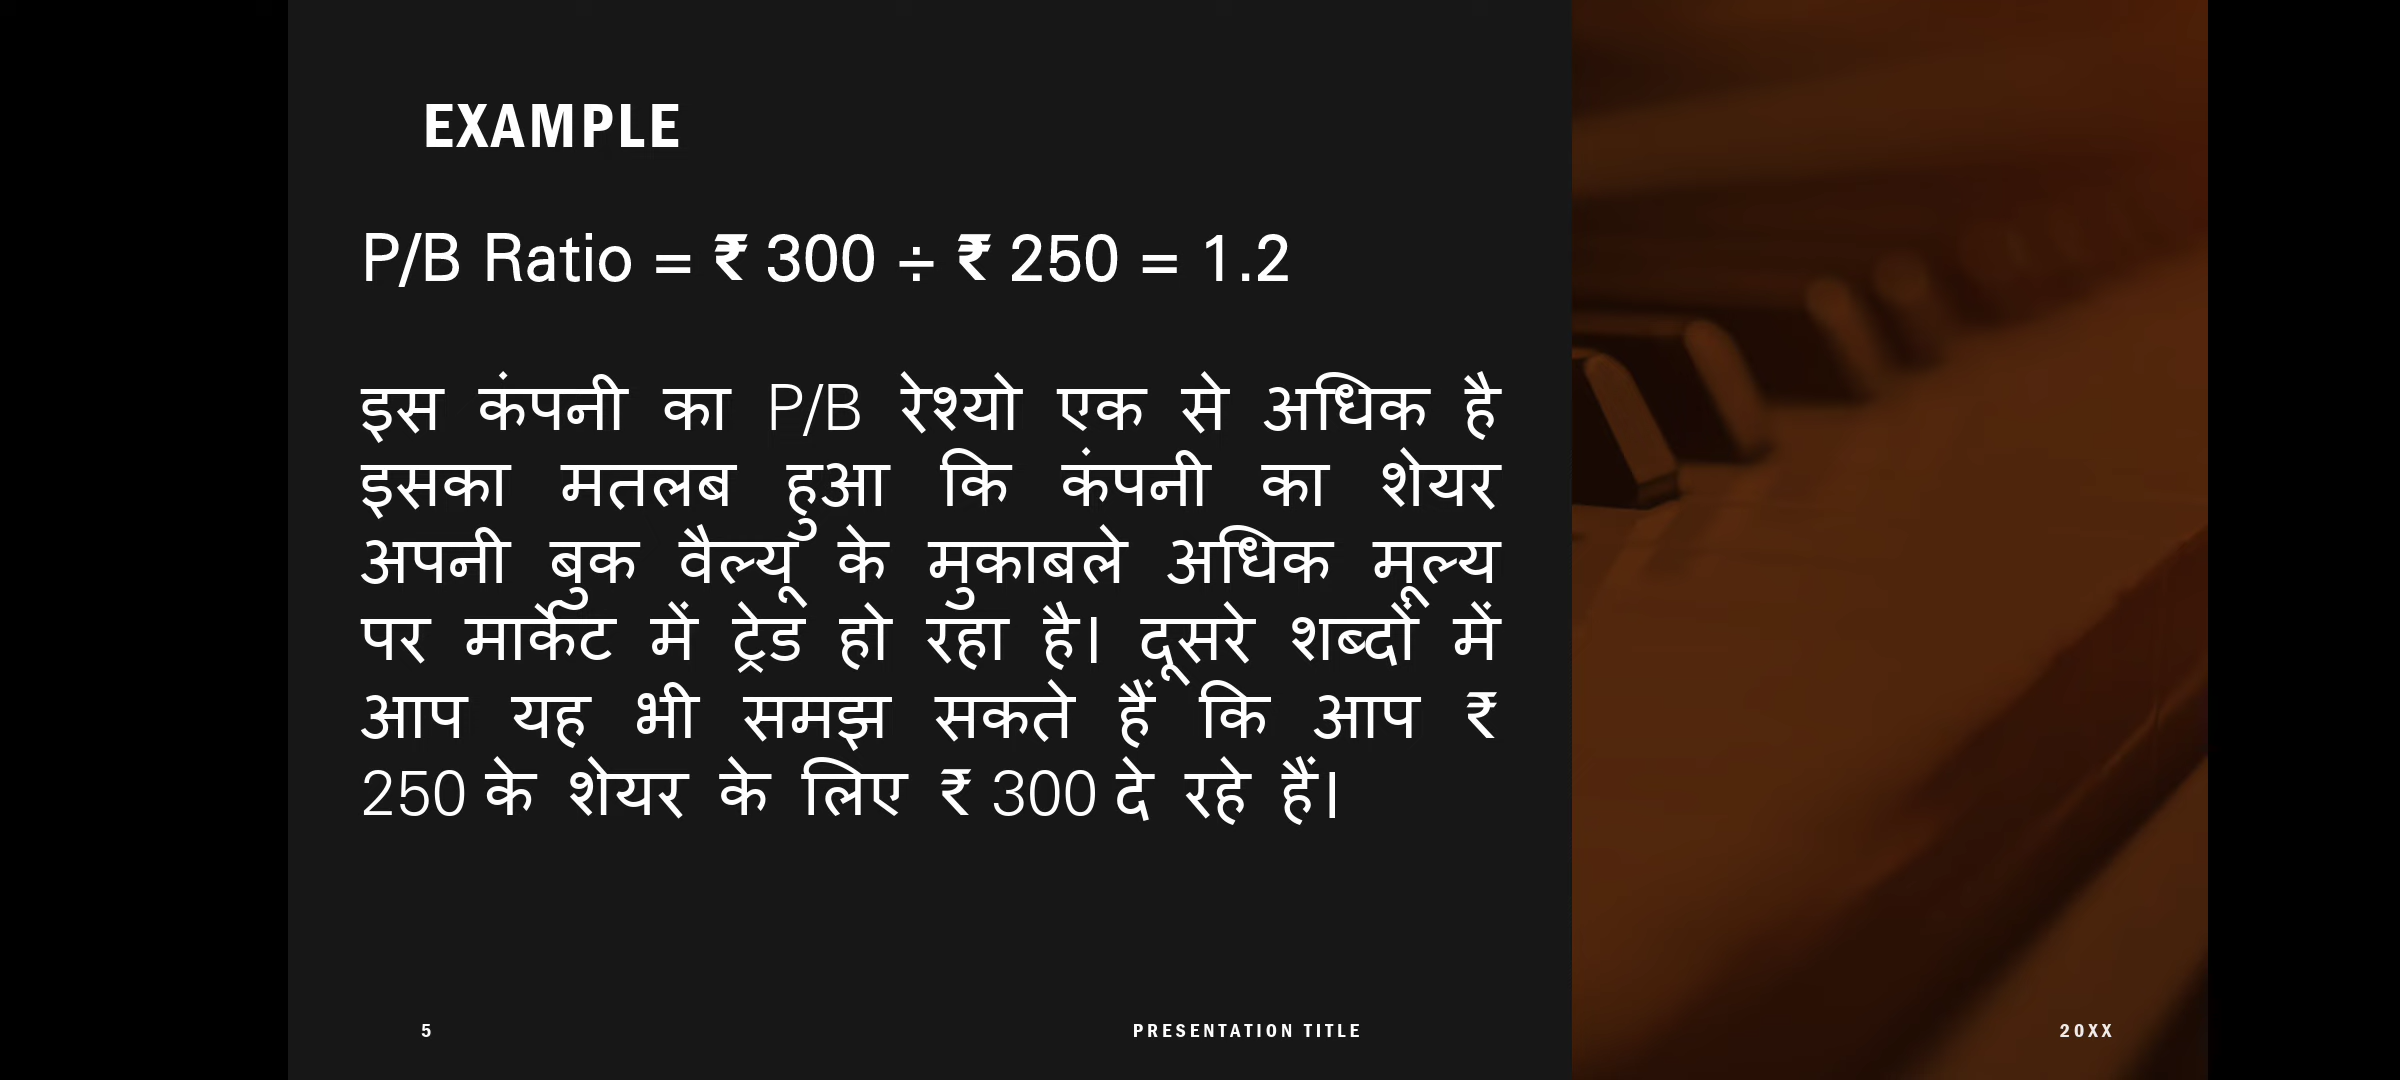 EXAMPLE
P/B Ratio = ₹ 300 ÷ ₹ 250 = 1.2
इस कंपनी का P/B रेश्यो एक से अधिक है
इसका मतलब हुआ कि कंपनी का शेयर
अपनी बुक वैल्यू के मुकाबले अधिक मूल्य
पर मार्केट में ट्रेड हो रहा है। दूसरे शब्दों में
आप यह भी समझ सकते हैं कि आप ₹
250 के शेयर के लिए ₹ 300 दे रहे हैं।
5
PRESENTATION TITLE
20XX